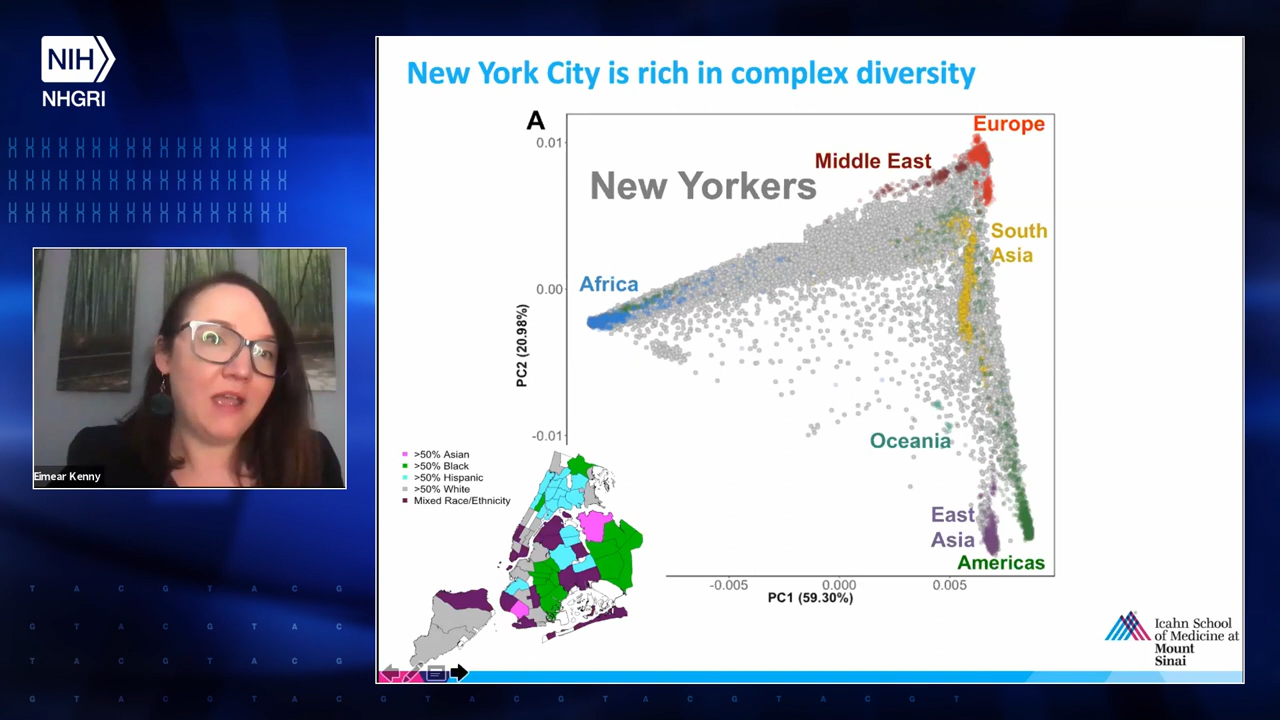 NIH
NHGRI
New York City is rich in complex diversity
A
Europe
0.01
Middle East
New Yorkers
South
Asia
Africa
0.00
PC2 (20.98%)
-0.01
Oceania
>50% Asian
>50% Black
>50% Hispanic
>50% White
Mixed Race/Ethnicity
East
Asia
Americas
-0.005
0.000
0.005
PC1 (59.30%)
Eimear Kenny
Icahn School
of Medicine at
Mount
Sinai
T A C G T A C G
G T A C G T A C
T A C G T A C G
G T A C G T A C G T A C G T A C G T A C G T